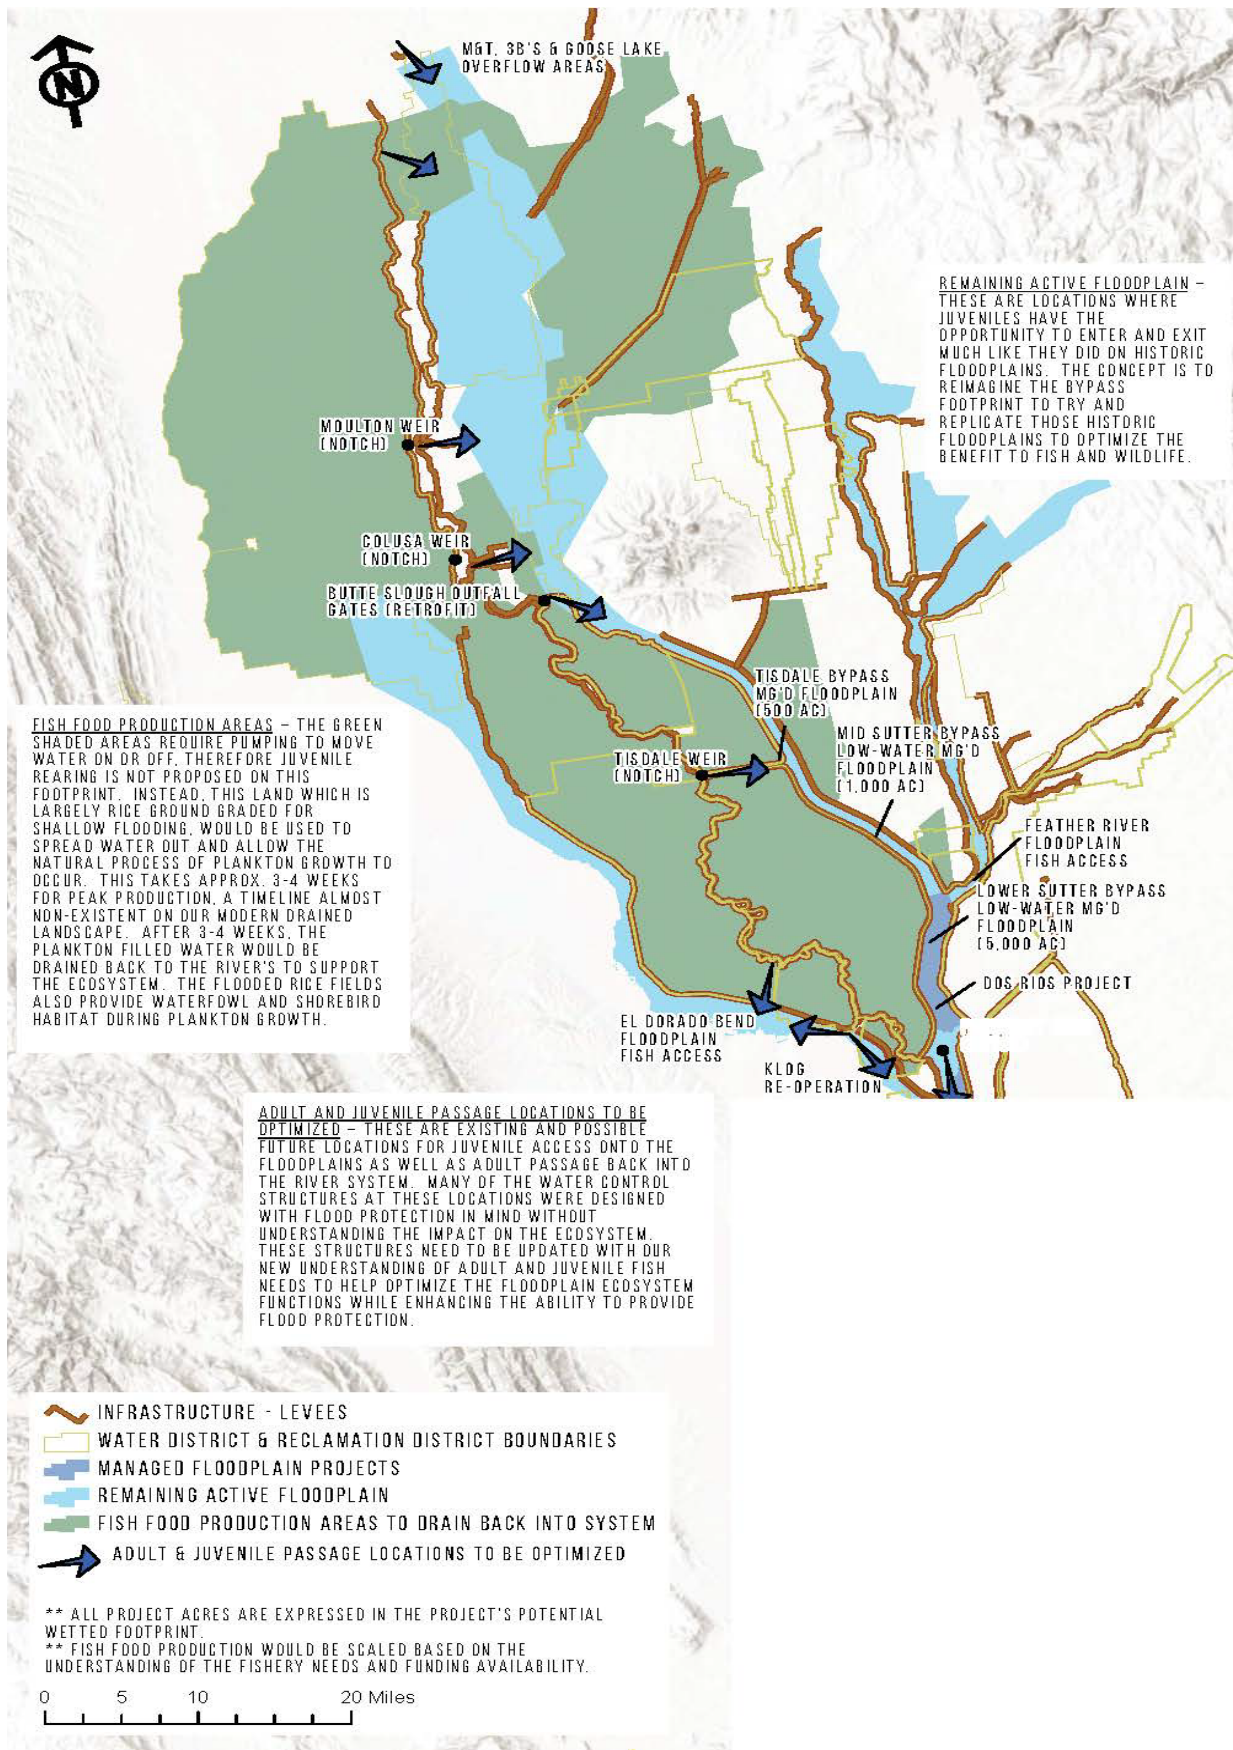 N
M&T, 3B'S & GOOSE LAKE
OVERFLOW AREAS
REMAINING ACTIVE FLOODPLAIN –
THESE ARE LOCATIONS WHERE
JUVENILES HAVE THE
OPPORTUNITY TO ENTER AND EXIT
MUCH LIKE THEY DID ON HISTORIC
FLOODPLAINS. THE CONCEPT IS TO
REIMAGINE THE BYPASS
FOOTPRINT TO TRY AND
REPLICATE THOSE HISTORIC
FLOODPLAINS TO OPTIMIZE THE
BENEFIT TO FISH AND WILDLIFE.
MOULTON WEIR
(NOTCH)
COLUSA WEIR
(NOTCH)
BUTTE SLOUGH OUTFALL
GATES (RETROFIT)
TISDALE BYPASS
MG'D FLOODPLAIN
(500 AC)
MID SUTTER BYPASS
LOW-WATER MG'D
FLOODPLAIN
(1,000 AC)
TISDALE WEIR
(NOTCH)
FEATHER RIVER
FLOODPLAIN
FISH ACCESS
LOWER SUTTER BYPASS
LOW-WATER MG'D
FLOODPLAIN
(5,000 AC)
DOS RIOS PROJECT
EL DORADO BEND
FLOODPLAIN
FISH ACCESS
KLOG
RE-OPERATION
FISH FOOD PRODUCTION AREAS – THE GREEN
SHADED AREAS REQUIRE PUMPING TO MOVE
WATER ON OR OFF, THEREFORE JUVENILE
REARING IS NOT PROPOSED ON THIS
FOOTPRINT. INSTEAD, THIS LAND WHICH IS
LARGELY RICE GROUND GRADED FOR
SHALLOW FLOODING, WOULD BE USED TO
SPREAD WATER OUT AND ALLOW THE
NATURAL PROCESS OF PLANKTON GROWTH TO
OCCUR. THIS TAKES APPROX. 3-4 WEEKS
FOR PEAK PRODUCTION, A TIMELINE ALMOST
NON-EXISTENT ON OUR MODERN DRAINED
LANDSCAPE. AFTER 3-4 WEEKS, THE
PLANKTON FILLED WATER WOULD BE
DRAINED BACK TO THE RIVER'S TO SUPPORT
THE ECOSYSTEM. THE FLOODED RICE FIELDS
ALSO PROVIDE WATERFOWL AND SHOREBIRD
HABITAT DURING PLANKTON GROWTH.
ADULT AND JUVENILE PASSAGE LOCATIONS TO BE
OPTIMIZED – THESE ARE EXISTING AND POSSIBLE
FUTURE LOCATIONS FOR JUVENILE ACCESS ONTO THE
FLOODPLAINS AS WELL AS ADULT PASSAGE BACK INTO
THE RIVER SYSTEM. MANY OF THE WATER CONTROL
STRUCTURES AT THESE LOCATIONS WERE DESIGNED
WITH FLOOD PROTECTION IN MIND WITHOUT
UNDERSTANDING THE IMPACT ON THE ECOSYSTEM.
THESE STRUCTURES NEED TO BE UPDATED WITH OUR
NEW UNDERSTANDING OF ADULT AND JUVENILE FISH
NEEDS TO HELP OPTIMIZE THE FLOODPLAIN ECOSYSTEM
FUNCTIONS WHILE ENHANCING THE ABILITY TO PROVIDE
FLOOD PROTECTION.
INFRASTRUCTURE - LEVEES
WATER DISTRICT & RECLAMATION DISTRICT BOUNDARIES
MANAGED FLOODPLAIN PROJECTS
REMAINING ACTIVE FLOODPLAIN
FISH FOOD PRODUCTION AREAS TO DRAIN BACK INTO SYSTEM
ADULT & JUVENILE PASSAGE LOCATIONS TO BE OPTIMIZED
** ALL PROJECT ACRES ARE EXPRESSED IN THE PROJECT'S POTENTIAL
WETTED FOOTPRINT.
** FISH FOOD PRODUCTION WOULD BE SCALED BASED ON THE
UNDERSTANDING OF THE FISHERY NEEDS AND FUNDING AVAILABILITY.
0 5 10 20 Miles